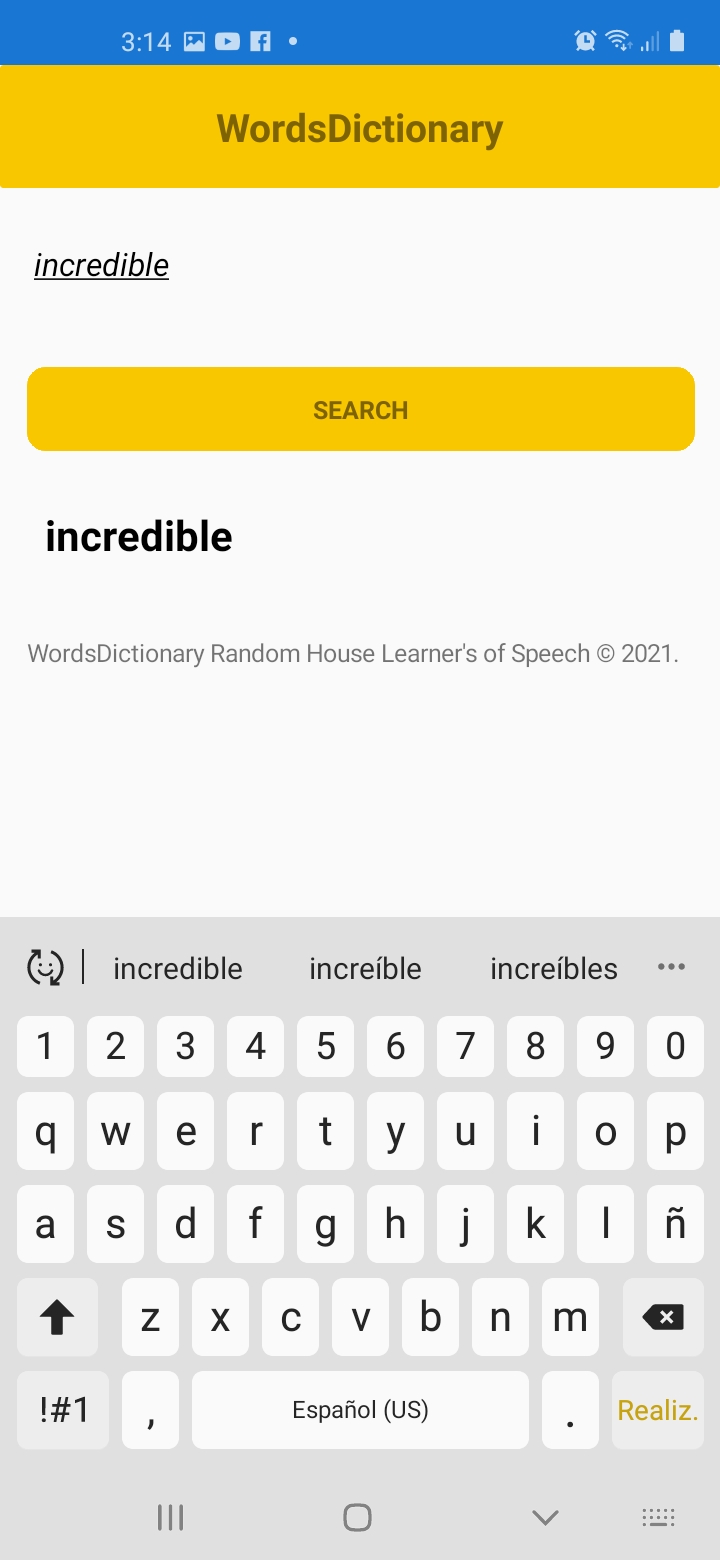 3:14
WordsDictionary
incredible
SEARCH
incredible
WordsDictionary Random House Learner's of Speech © 2021.
incredible increíble increíbles
1 2 3 4 5 6 7 8 9 0
q w e r t y u i o p
a s d f g h j k l ñ
z x c v b n m
!#1 , Español (US) . Realiz.